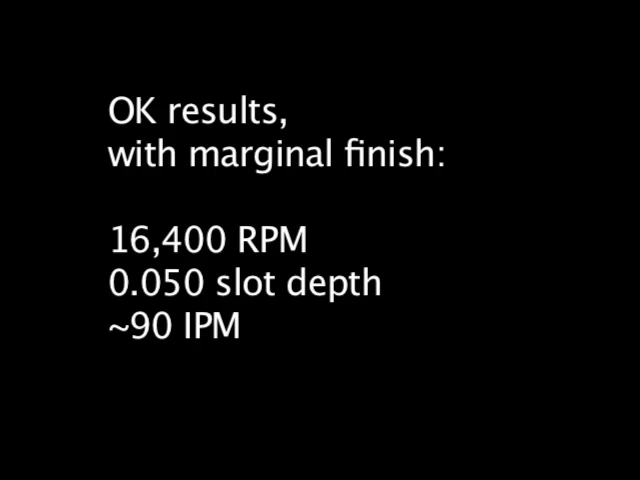 OK results,
with marginal finish:
16,400 RPM
0.050 slot depth
~90 IPM